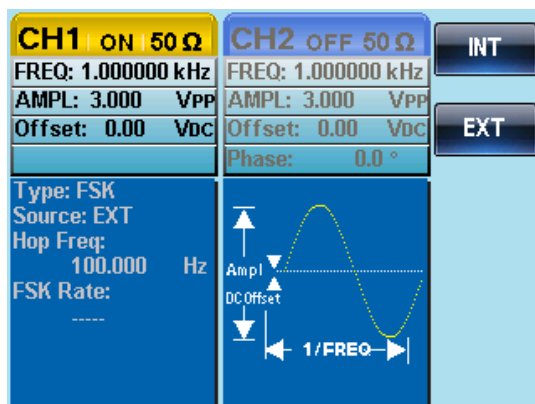 CH1 ON 50 Ω
FREQ: 1.000000 kHz
AMPL: 3.000 VPP
Offset: 0.00 VDC
Type: FSK
Source: EXT
Hop Freq:
100.000 Hz
FSK Rate:
-----
CH2 OFF 50 Ω
FREQ: 1.000000 kHz
AMPL: 3.000 VPP
Offset: 0.00 VDC
Phase: 0.0 °
Ampl
DC Offset
1/FREQ
INT
EXT